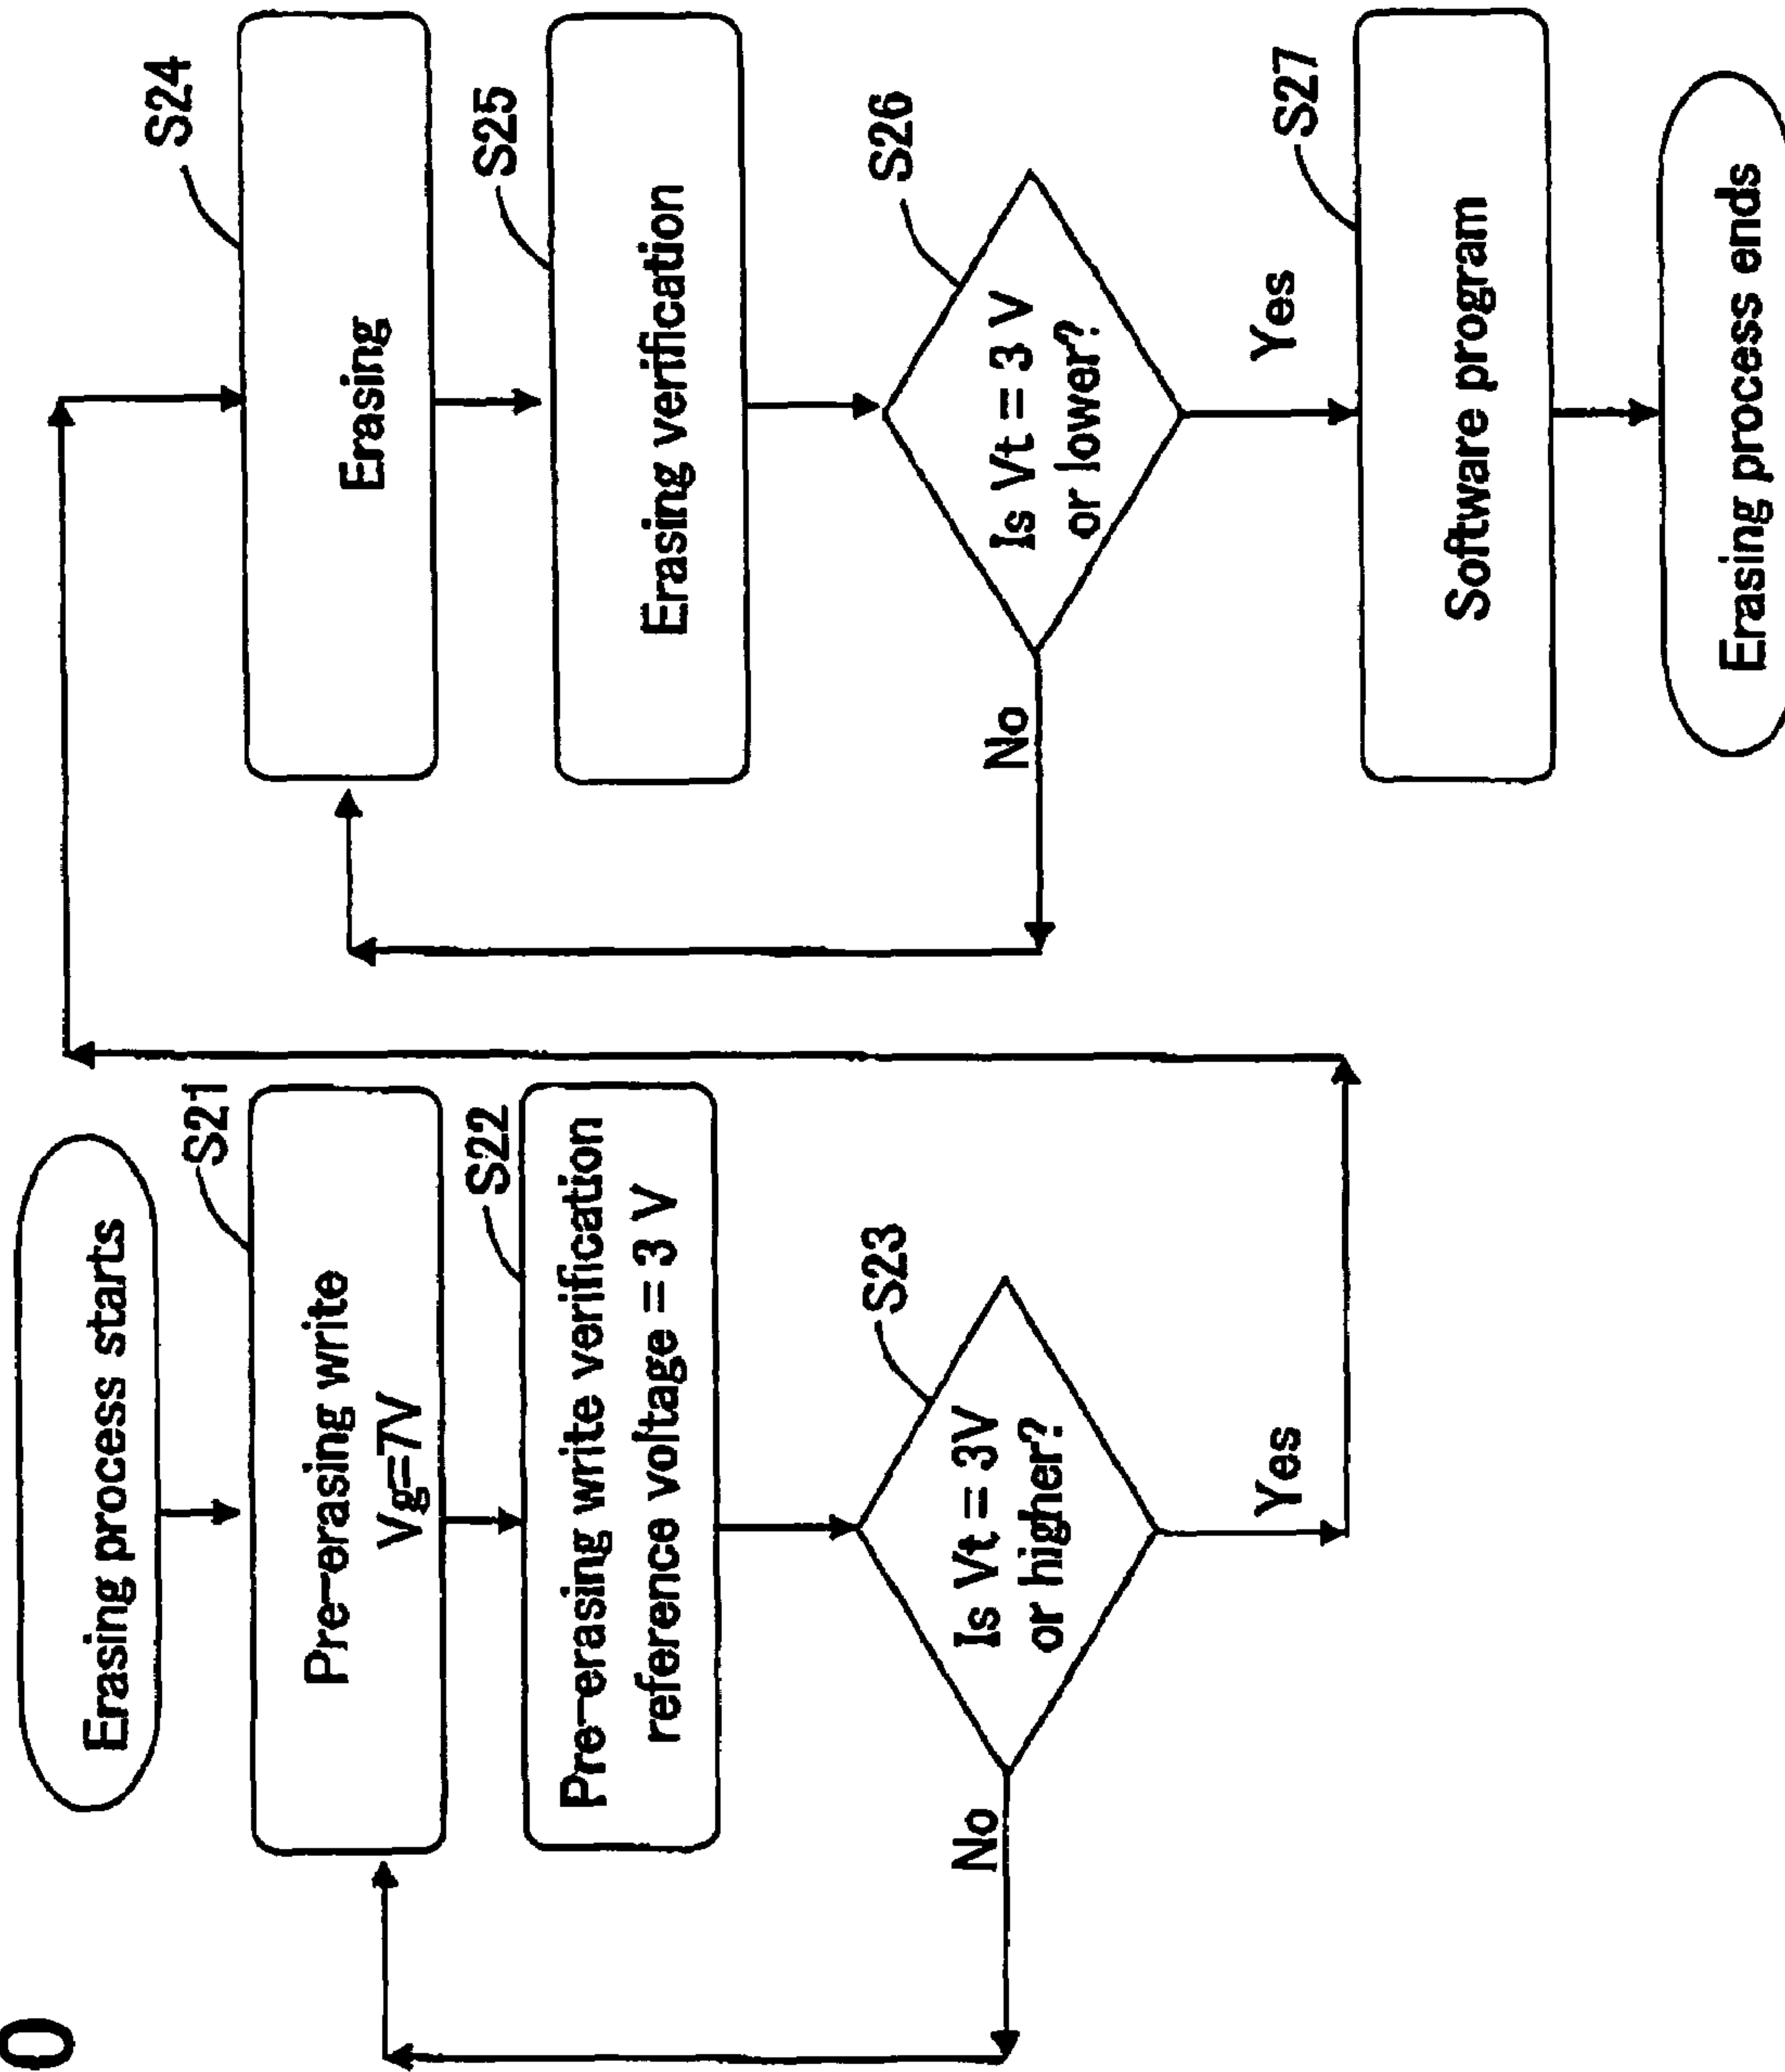 0
Erasing process starts
S21
Pre-erasing write
Vg=7V
S22
Pre-erasing write verification
reference voltage = 3 V
S23
Is Vt = 3V
or higher?
No
Yes
S24
Erasing
S25
Erasing verification
S26
Is Vt = 3 V
or lower?
No
Yes
S27
Software program
Erasing process ends